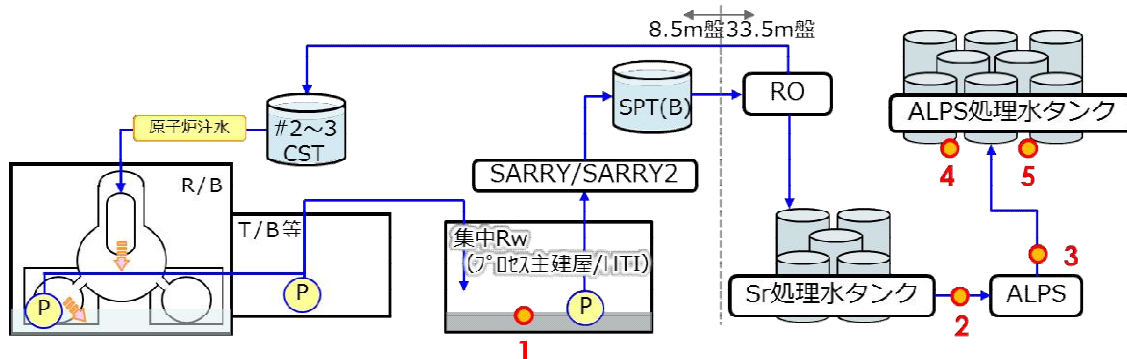 8.5m盤 33.5m盤
RO
SPT(B)
ALPS処理水タンク
原子炉注水
#2～3
CST
4
5
SARRY/SARRY2
R/B
T/B等
集中Rw
(ﾌﾟﾛｾｽ主建屋/HTI)
3
P
P
P
Sr処理水タンク
ALPS
1
2